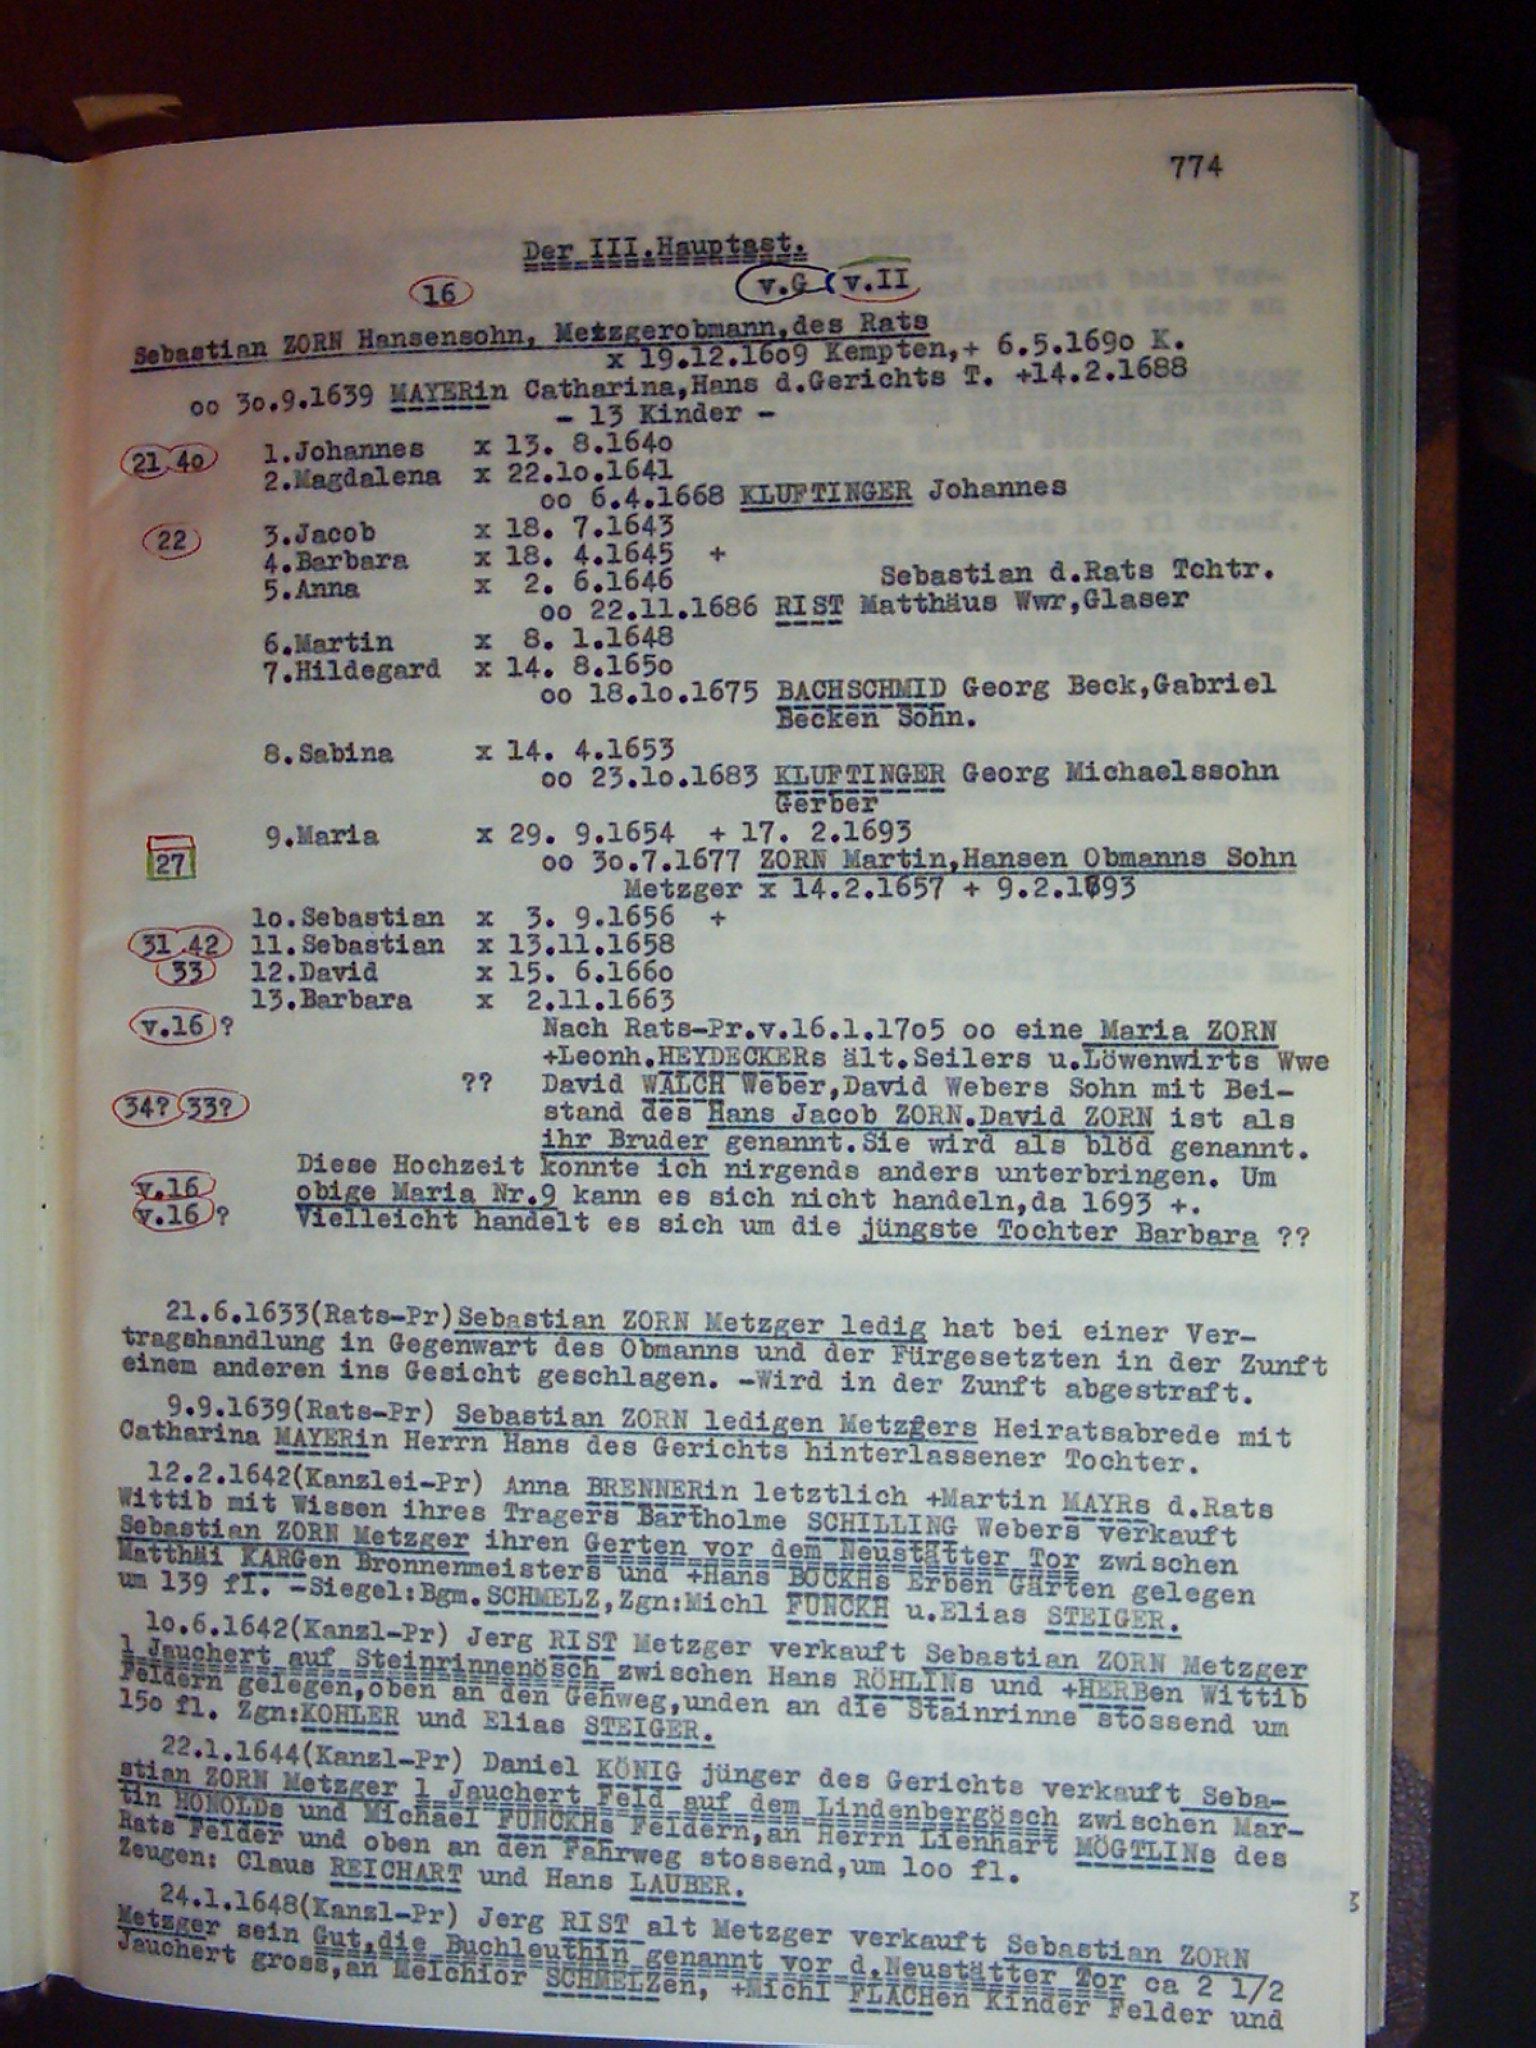 774
Der III.Hauptast.
16 v.G v.II
Sebastian ZORN Hansensohn, Metzgerobmann,des Rats
x 19.12.16o9 Kempten,+ 6.5.169o K.
oo 3o.9.1639 MAYERin Catharina,Hans d.Gerichts T. +14.2.1688
- 13 Kinder -
21 4o 1.Johannes x 13. 8.164o
2.Magdalena x 22.1o.1641
oo 6.4.1668 KLUFTINGER Johannes
22 3.Jacob x 18. 7.1643
4.Barbara x 18. 4.1645 +
5.Anna x 2. 6.1646 Sebastian d.Rats Tchtr.
oo 22.11.1686 RIST Matthäus Wwr,Glaser
6.Martin x 8. 1.1648
7.Hildegard x 14. 8.165o
oo 18.1o.1675 BACHSCHMID Georg Beck,Gabriel
Becken Sohn.
8.Sabina x 14. 4.1653
oo 23.1o.1683 KLUFTINGER Georg Michaelssohn
Gerber
9.Maria x 29. 9.1654 + 17. 2.1693
27 oo 3o.7.1677 ZORN Martin,Hansen Obmanns Sohn
Metzger x 14.2.1657 + 9.2.1693
1o.Sebastian x 3. 9.1656 +
31.42 11.Sebastian x 13.11.1658
33 12.David x 15. 6.166o
13.Barbara x 2.11.1663
v.16 ? Nach Rats-Pr.v.16.1.17o5 oo eine Maria ZORN
+Leonh.HEYDECKERs ält.Seilers u.Löwenwirts Wwe
?? David WALCH Weber,David Webers Sohn mit Bei-
34? 33? stand des Hans Jacob ZORN.David ZORN ist als
ihr Bruder genannt.Sie wird als blöd genannt.
Diese Hochzeit konnte ich nirgends anders unterbringen. Um
v.16 obige Maria Nr.9 kann es sich nicht handeln,da 1693 +.
v.16 ? Vielleicht handelt es sich um die jüngste Tochter Barbara ??
21.6.1633(Rats-Pr)Sebastian ZORN Metzger ledig hat bei einer Ver-
tragshandlung in Gegenwart des Obmanns und der Fürgesetzten in der Zunft
einem anderen ins Gesicht geschlagen. -Wird in der Zunft abgestraft.
9.9.1639(Rats-Pr) Sebastian ZORN ledigen Metzgers Heiratsabrede mit
Catharina MAYERin Herrn Hans des Gerichts hinterlassener Tochter.
12.2.1642(Kanzlei-Pr) Anna BRENNERin letztlich +Martin MAYRs d.Rats
Wittib mit Wissen ihres Tragers Bartholme SCHILLING Webers verkauft
Sebastian ZORN Metzger ihren Gerten vor dem Neustätter Tor zwischen
Matthäi KARGen Bronnenmeisters und +Hans BOCKHs Erben Gärten gelegen
um 139 fl. -Siegel:Bgm.SCHMELZ,Zgn:Michl FUNCKH u.Elias STEIGER.
1o.6.1642(Kanzl-Pr) Jerg RIST Metzger verkauft Sebastian ZORN Metzger
1 Jauchert auf Steinrinnenösch zwischen Hans RÖHLINs und +HERBen Wittib
Feldern gelegen,oben an den Gehweg,unden an die Stainrinne stossend um
15o fl. Zgn:KOHLER und Elias STEIGER.
22.1.1644(Kanzl-Pr) Daniel KÖNIG jünger des Gerichts verkauft Seba-
stian ZORN Metzger 1 Jauchert Feld auf dem Lindenbergösch zwischen Mar-
tin HONOLDs und Michael FUNCKHs Feldern,an Herrn Lienhart MÖGTLINs des
Rats Felder und oben an den Fahrweg stossend,um 1oo fl.
Zeugen: Claus REICHART und Hans LAUBER.
24.1.1648(Kanzl-Pr) Jerg RIST alt Metzger verkauft Sebastian ZORN
Metzger sein Gut,die Buchleuthin genannt vor d.Neustätter Tor ca 2 1/2
Jauchert gross,an Melchior SCHMELZen, +Michl FLACHen Kinder Felder und
3